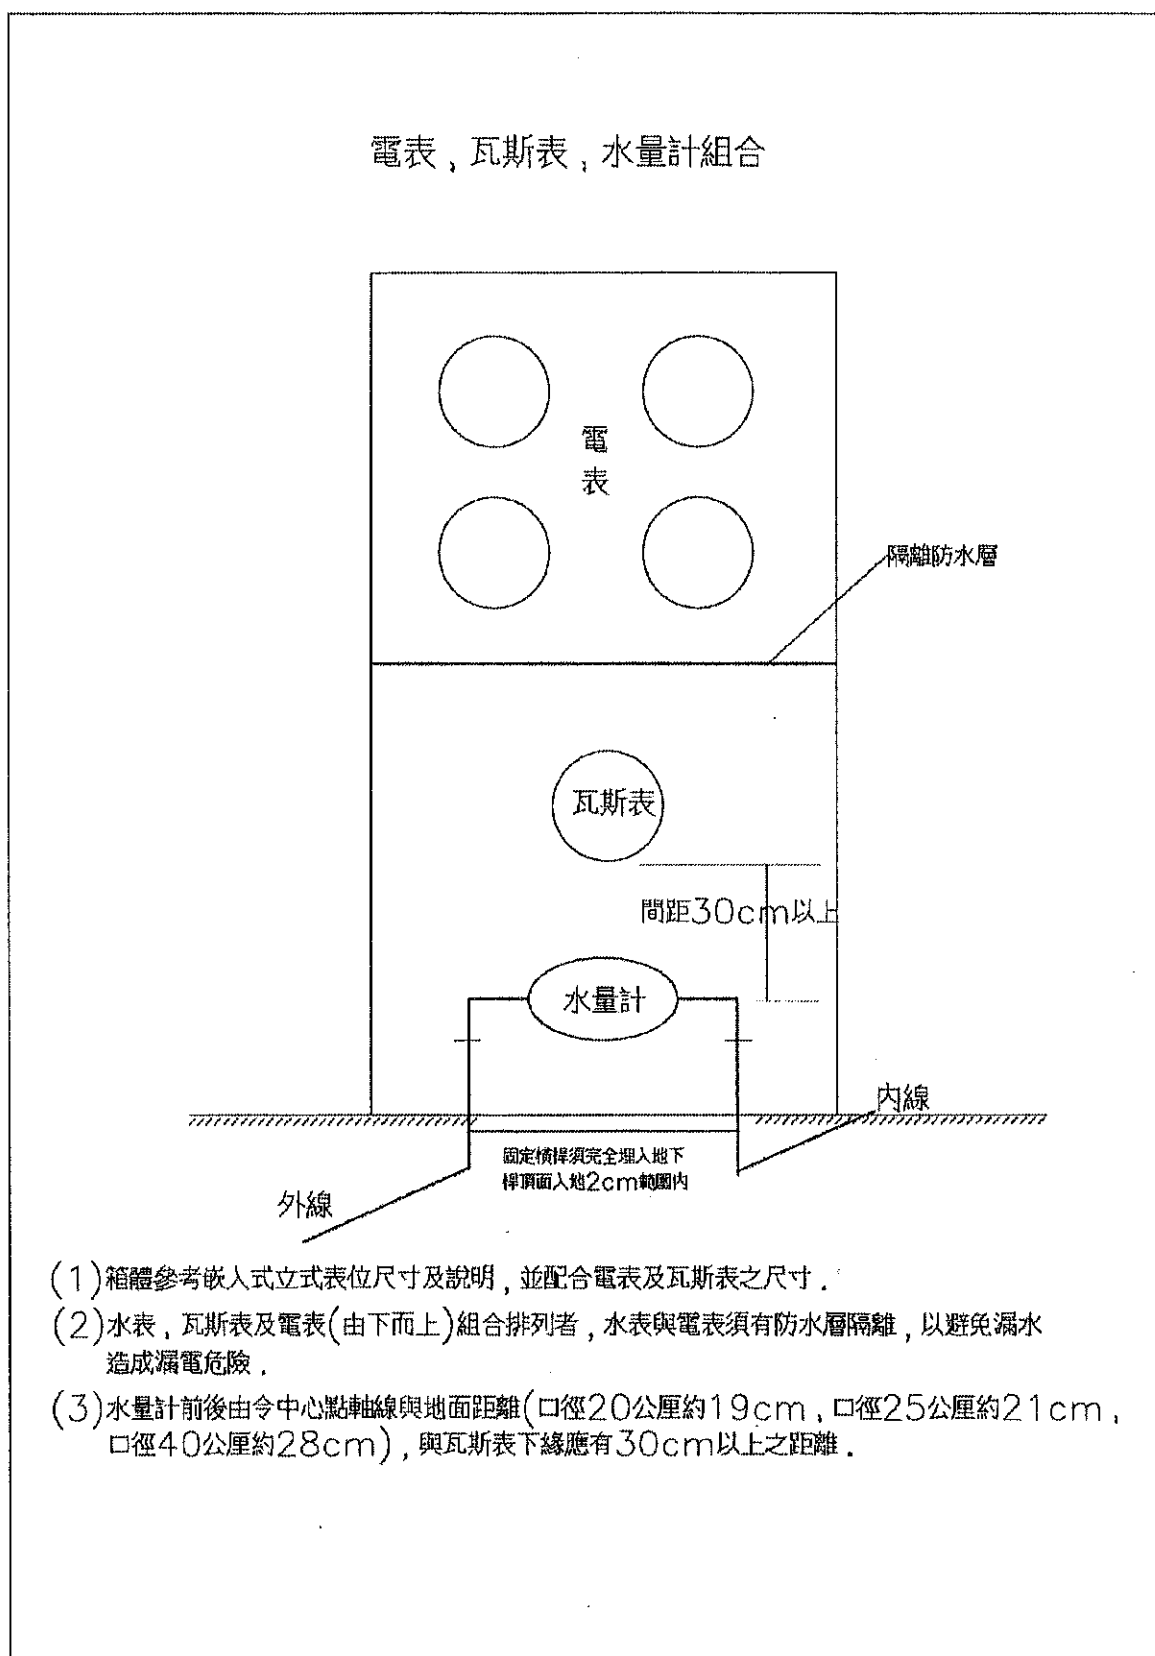 電表，瓦斯表，水量計組合
電
表
隔離防水層
瓦斯表
間距30cm以上
水量計
內線
固定橫桿須完全埋入地下
桿頂面入地2cm範圍內
外線
(1)箱體參考嵌入式立式表位尺寸及說明，並配合電表及瓦斯表之尺寸．
(2)水表，瓦斯表及電表(由下而上)組合排列者，水表與電表須有防水層隔離，以避免漏水
造成漏電危險．
(3)水量計前後由令中心點軸線與地面距離(口徑20公厘約19cm，口徑25公厘約21cm，
口徑40公厘約28cm)，與瓦斯表下緣應有30cm以上之距離．